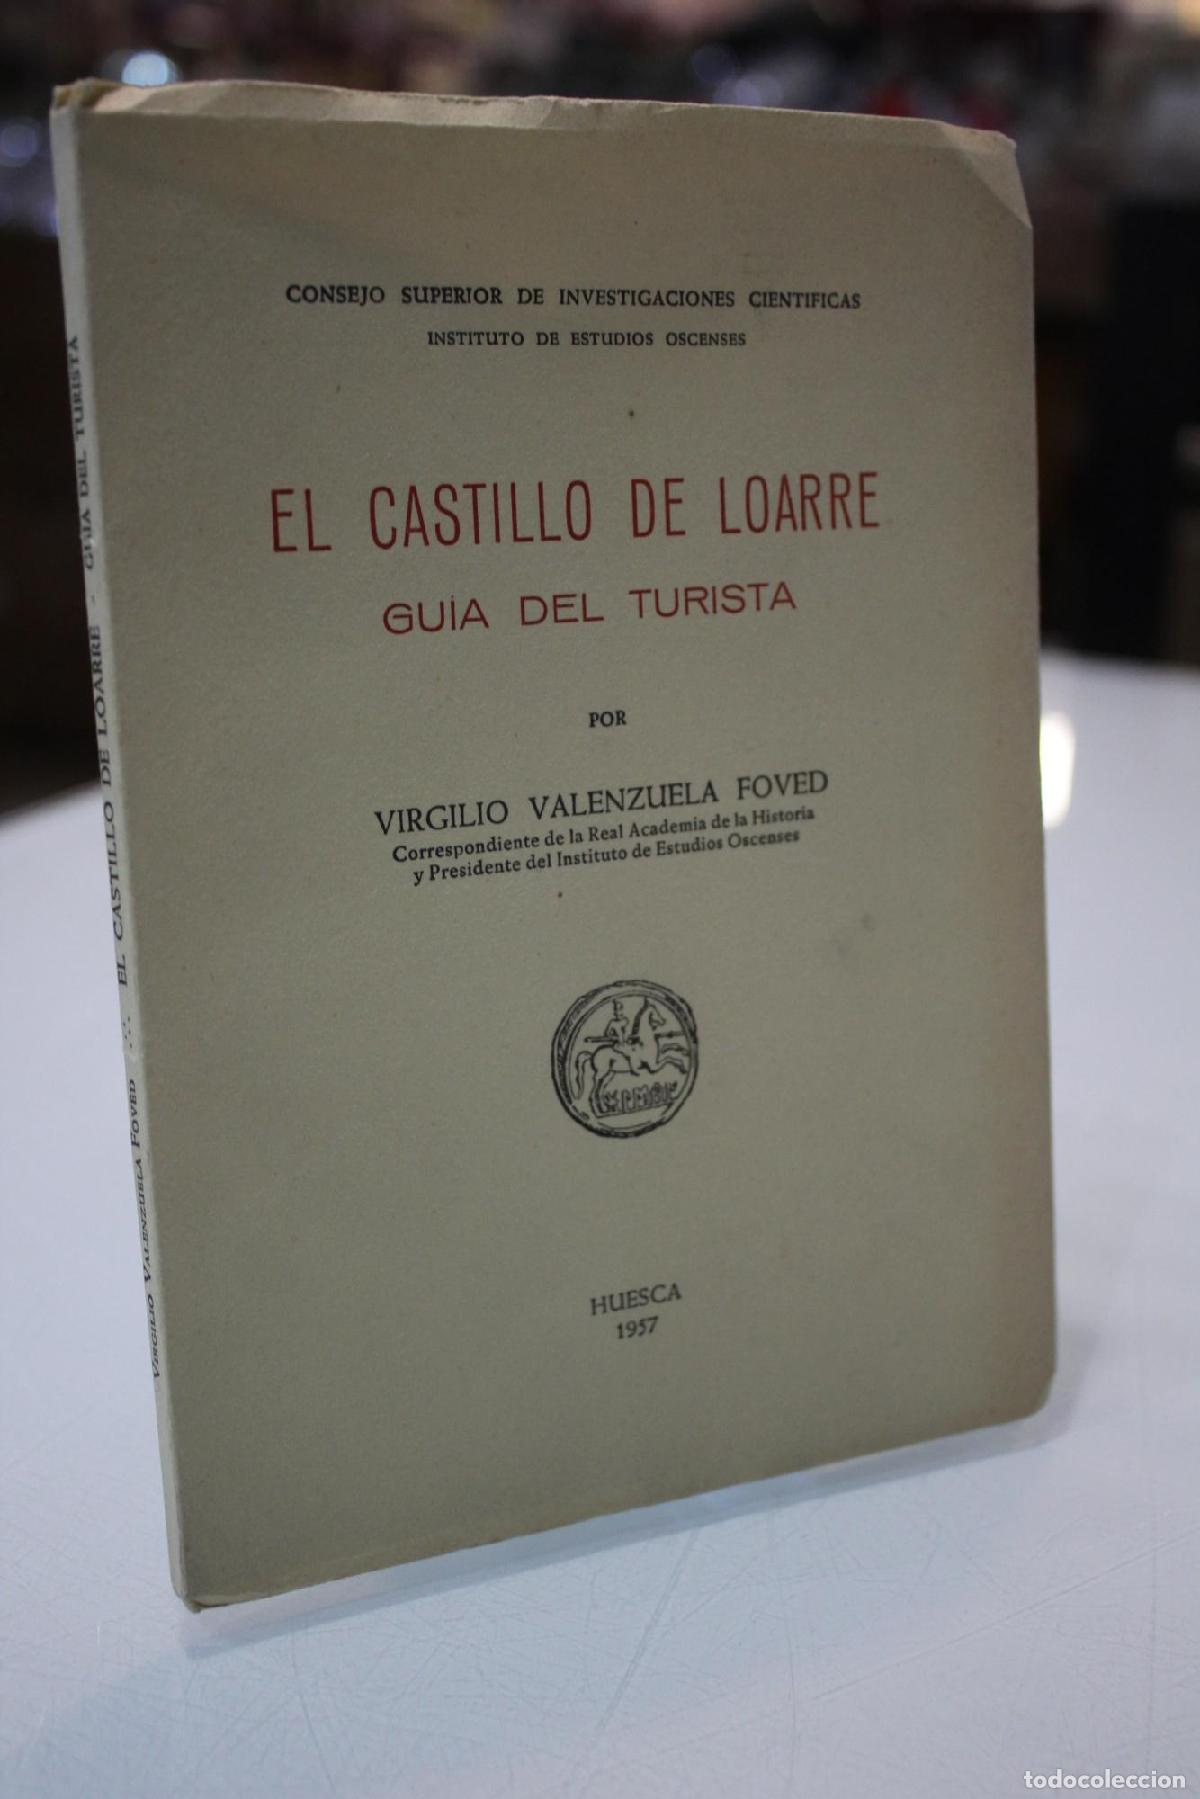 CONSEJO SUPERIOR DE INVESTIGACIONES CIENTIFICAS
INSTITUTO DE ESTUDIOS OSCENSES
EL CASTILLO DE LOARRE
GUIA DEL TURISTA
POR
VIRGILIO VALENZUELA FOVED
Correspondiente de la Real Academia de la Historia
y Presidente del Instituto de Estudios Oscenses
HUESCA
1957
VIRGILIO VALENZUELA FOVED .:. EL CASTILLO DE LOARRE - GUIA DEL TURISTA
todocoleccion